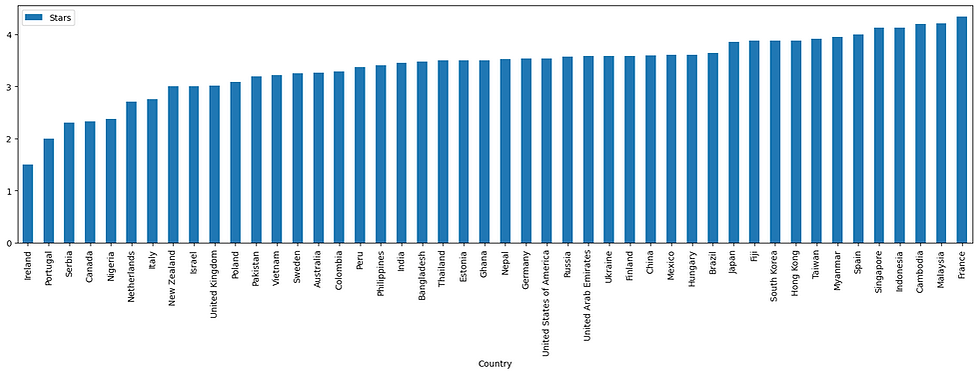 Stars
4
3
2
1
0
Ireland
Portugal
Serbia
Canada
Nigeria
Netherlands
Italy
New Zealand
Israel
United Kingdom
Poland
Pakistan
Vietnam
Sweden
Australia
Colombia
Peru
Philippines
India
Bangladesh
Thailand
Estonia
Ghana
Nepal
Germany
United States of America
Russia
United Arab Emirates
Ukraine
Finland
China
Mexico
Hungary
Brazil
Japan
Fiji
South Korea
Hong Kong
Taiwan
Myanmar
Spain
Singapore
Indonesia
Cambodia
Malaysia
France
Country